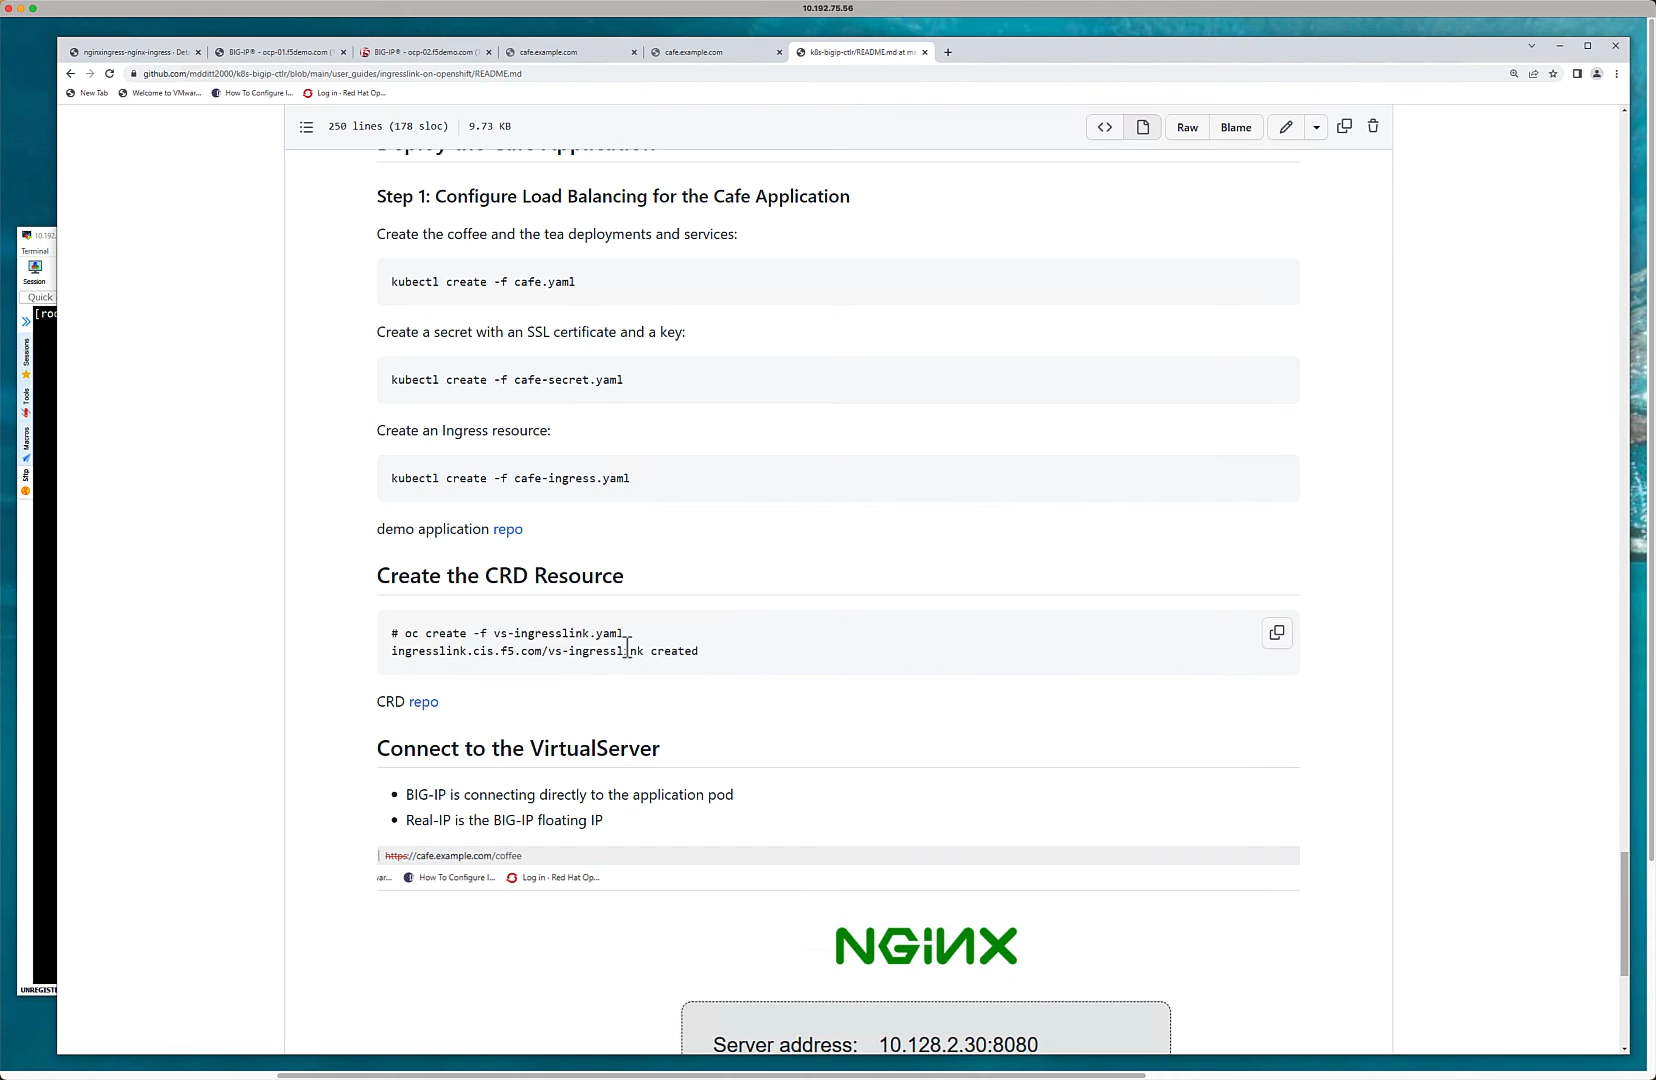 10.192.75.56
nginxingress-nginx-ingress · Det:
BIG-IP® - ocp-01.f5demo.com (
BIG-IP® - ocp-02.f5demo.com (
cafe.example.com
cafe.example.com
k8s-bigip-ctlr/README.md at m
github.com/mdditt2000/k8s-bigip-ctlr/blob/main/user_guides/ingresslink-on-openshift/README.md
New Tab
Welcome to VMwar...
How To Configure I...
Log in - Red Hat Op...
250 lines (178 sloc)
9.73 KB
Raw
Blame
Deploy the Cafe Application
Step 1: Configure Load Balancing for the Cafe Application
Create the coffee and the tea deployments and services:
kubectl create -f cafe.yaml
Create a secret with an SSL certificate and a key:
kubectl create -f cafe-secret.yaml
Create an Ingress resource:
kubectl create -f cafe-ingress.yaml
demo application repo
Create the CRD Resource
# oc create -f vs-ingresslink.yaml
ingresslink.cis.f5.com/vs-ingresslink created
CRD repo
Connect to the VirtualServer
• BIG-IP is connecting directly to the application pod
• Real-IP is the BIG-IP floating IP
https://cafe.example.com/coffee
ar...
How To Configure I...
Log in - Red Hat Op...
NGINX
Server address: 10.128.2.30:8080
10.192.
Terminal
Session
Quick
[roo
Sessions
Tools
Macros
Sftp
UNREGISTE